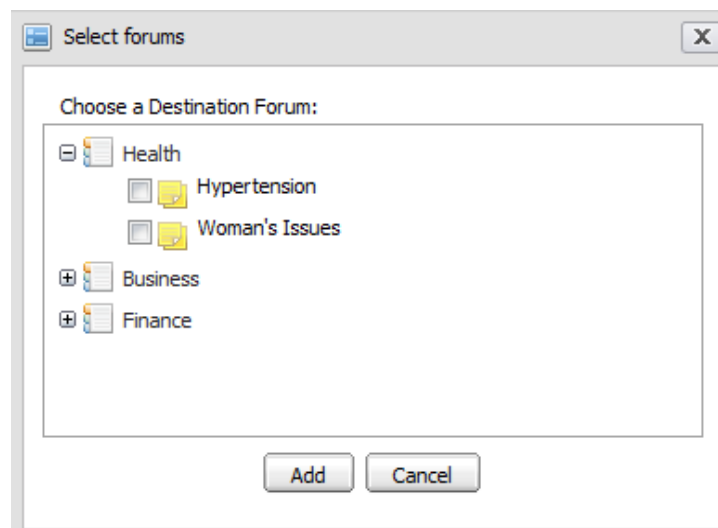 Select forums
X
Choose a Destination Forum:
Health
Hypertension
Woman's Issues
Business
Finance
Add Cancel